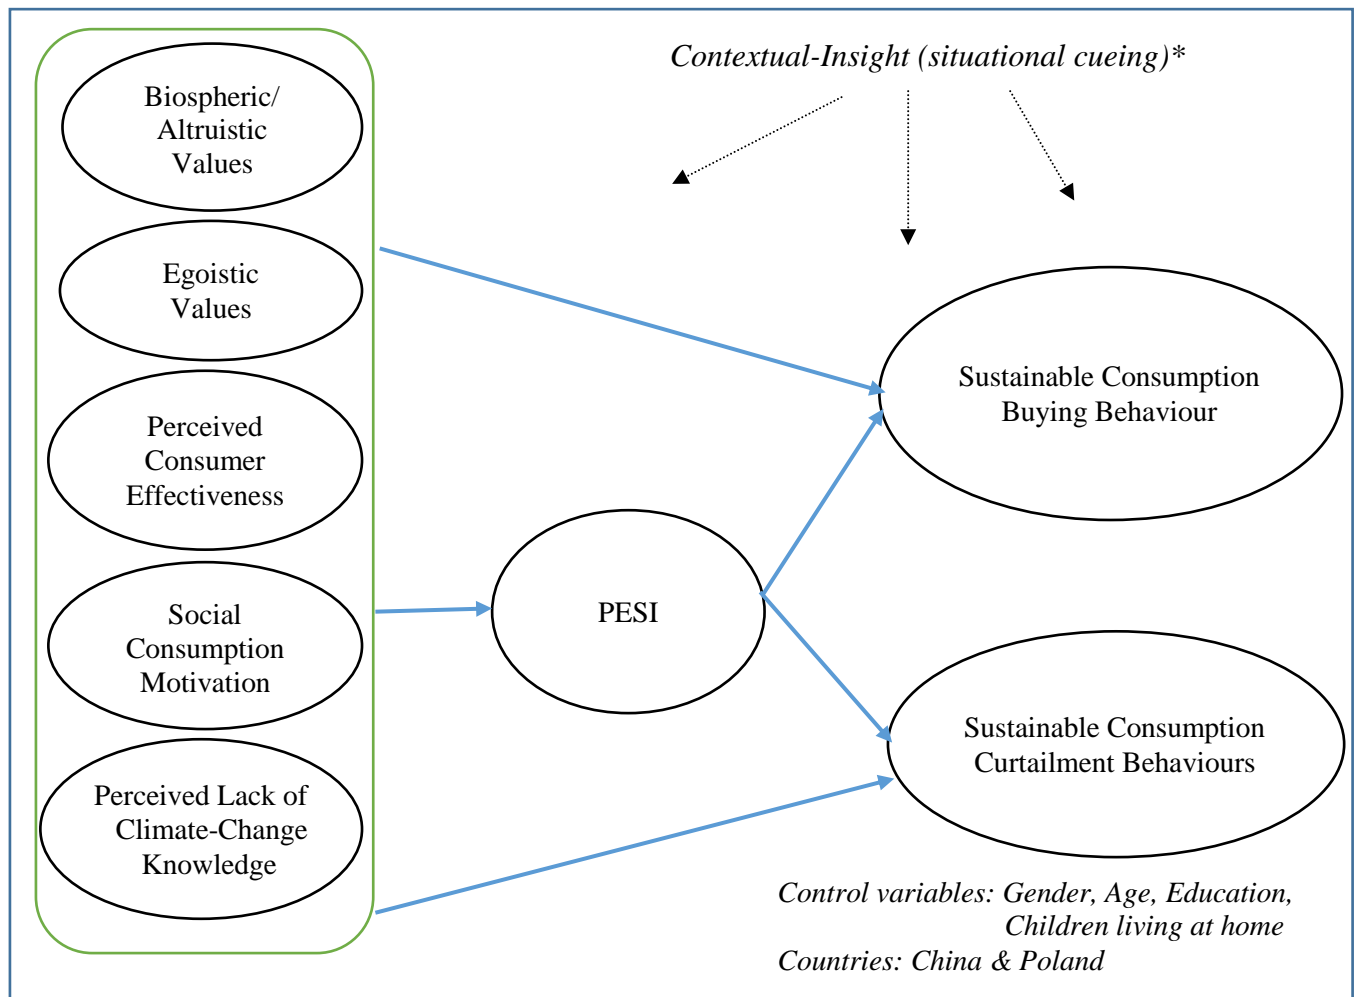 Contextual-Insight (situational cueing)*
Biospheric/
Altruistic
Values
Egoistic
Values
Perceived
Consumer
Effectiveness
Social
Consumption
Motivation
Perceived Lack of
Climate-Change
Knowledge
PESI
Sustainable Consumption
Buying Behaviour
Sustainable Consumption
Curtailment Behaviours
Control variables: Gender, Age, Education,
Children living at home
Countries: China & Poland